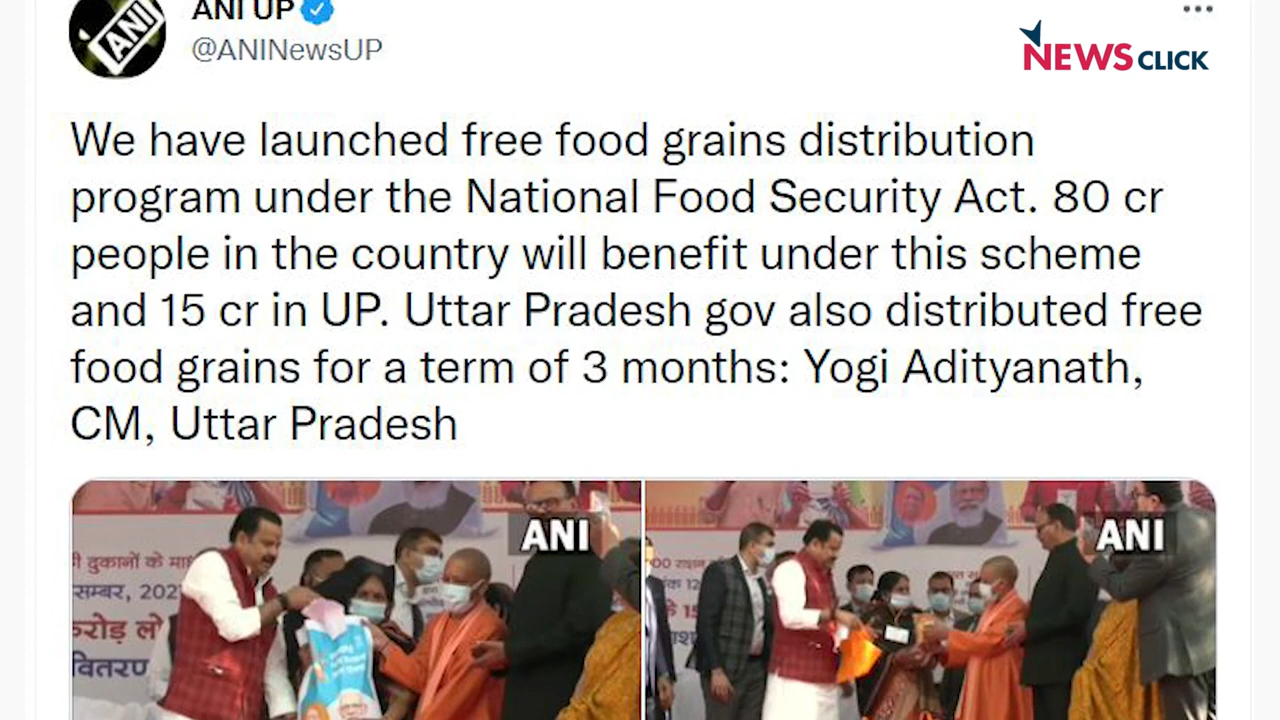 ANI UP
@ANINewsUP
NEWS CLICK
We have launched free food grains distribution
program under the National Food Security Act. 80 cr
people in the country will benefit under this scheme
and 15 cr in UP. Uttar Pradesh gov also distributed free
food grains for a term of 3 months: Yogi Adityanath,
CM, Uttar Pradesh
ANI
दुकानों के
वितरण
ANI